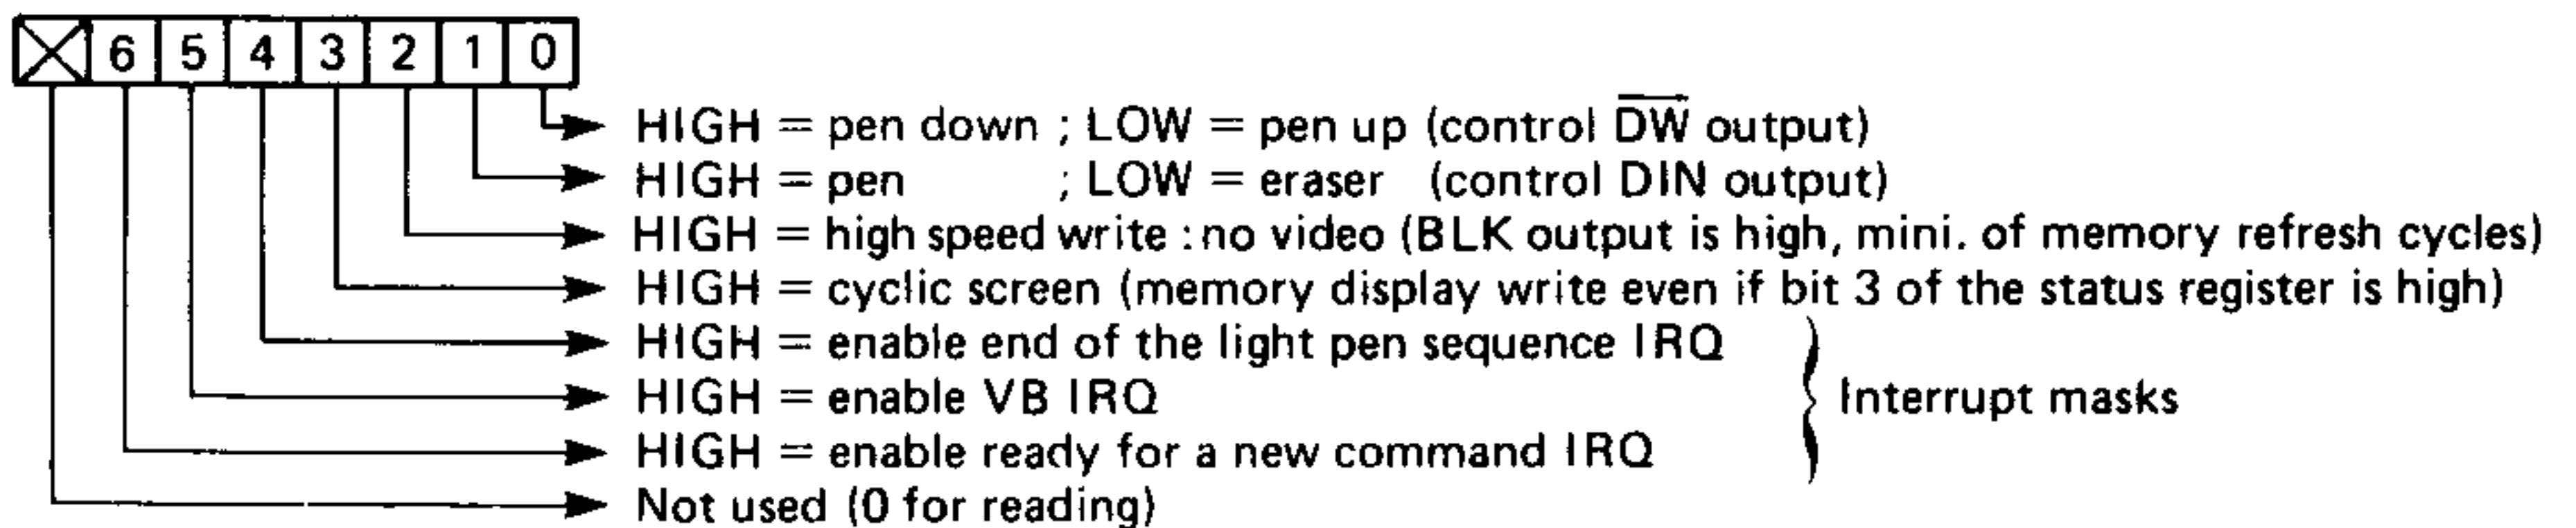 6 5 4 3 2 1 0
HIGH = pen down ; LOW = pen up (control D̅W̅ output)
HIGH = pen ; LOW = eraser (control DIN output)
HIGH = high speed write : no video (BLK output is high, mini. of memory refresh cycles)
HIGH = cyclic screen (memory display write even if bit 3 of the status register is high)
HIGH = enable end of the light pen sequence IRQ
HIGH = enable VB IRQ
Interrupt masks
HIGH = enable ready for a new command IRQ
Not used (0 for reading)